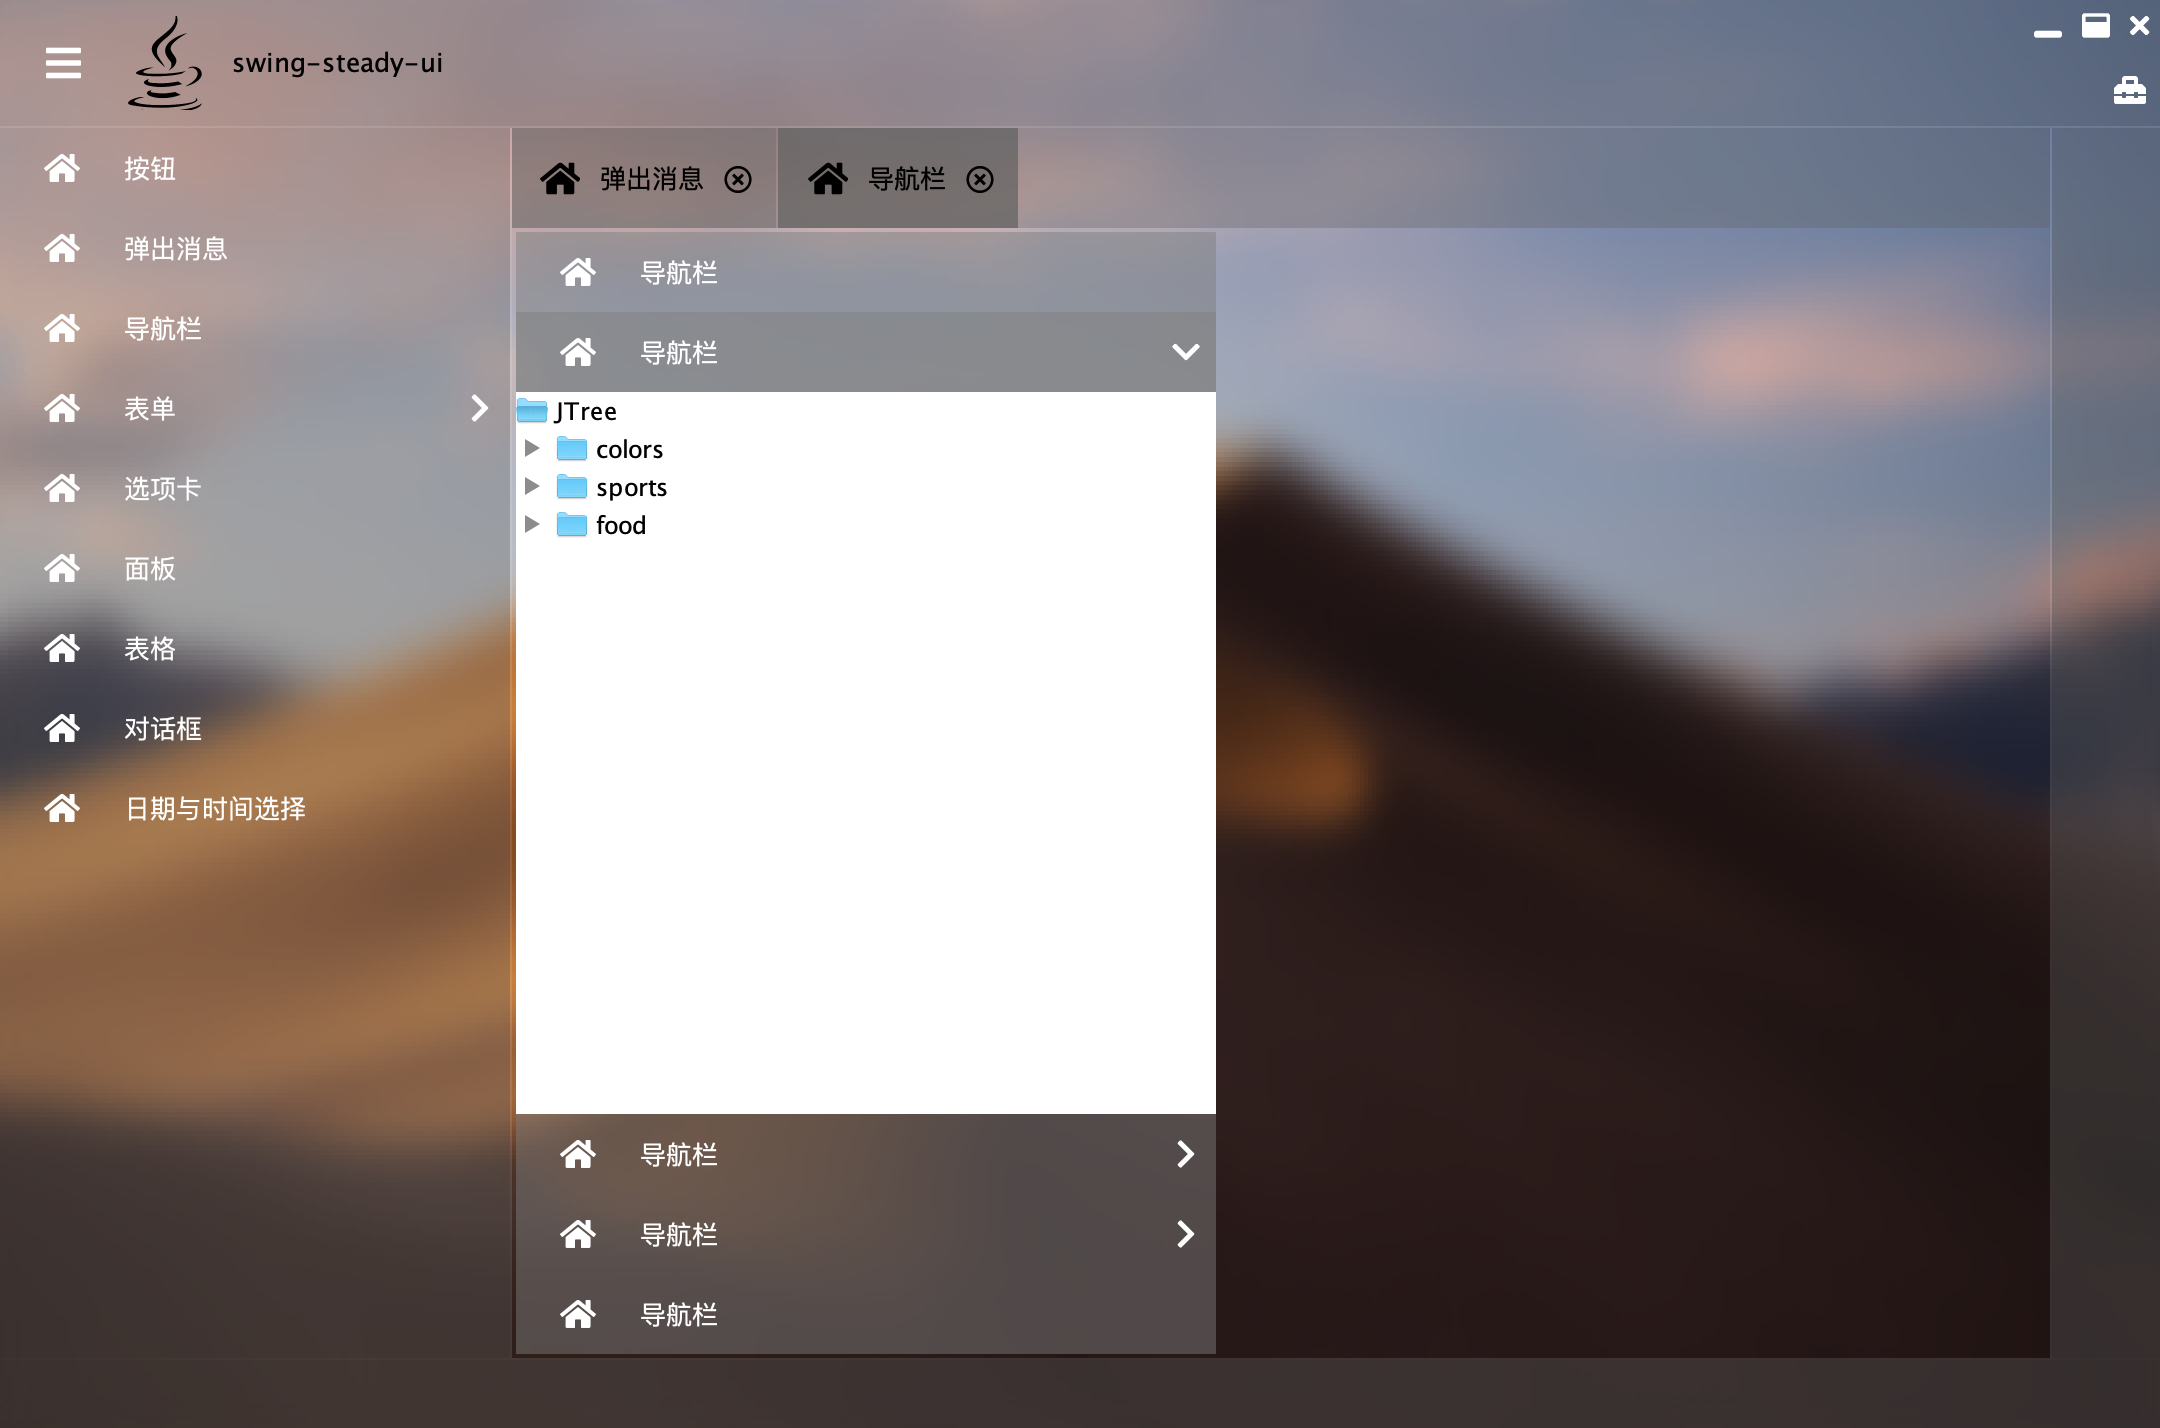 swing-steady-ui
按钮
弹出消息
导航栏
表单
选项卡
面板
表格
对话框
日期与时间选择
弹出消息 导航栏
导航栏
导航栏
JTree
colors
sports
food
导航栏
导航栏
导航栏